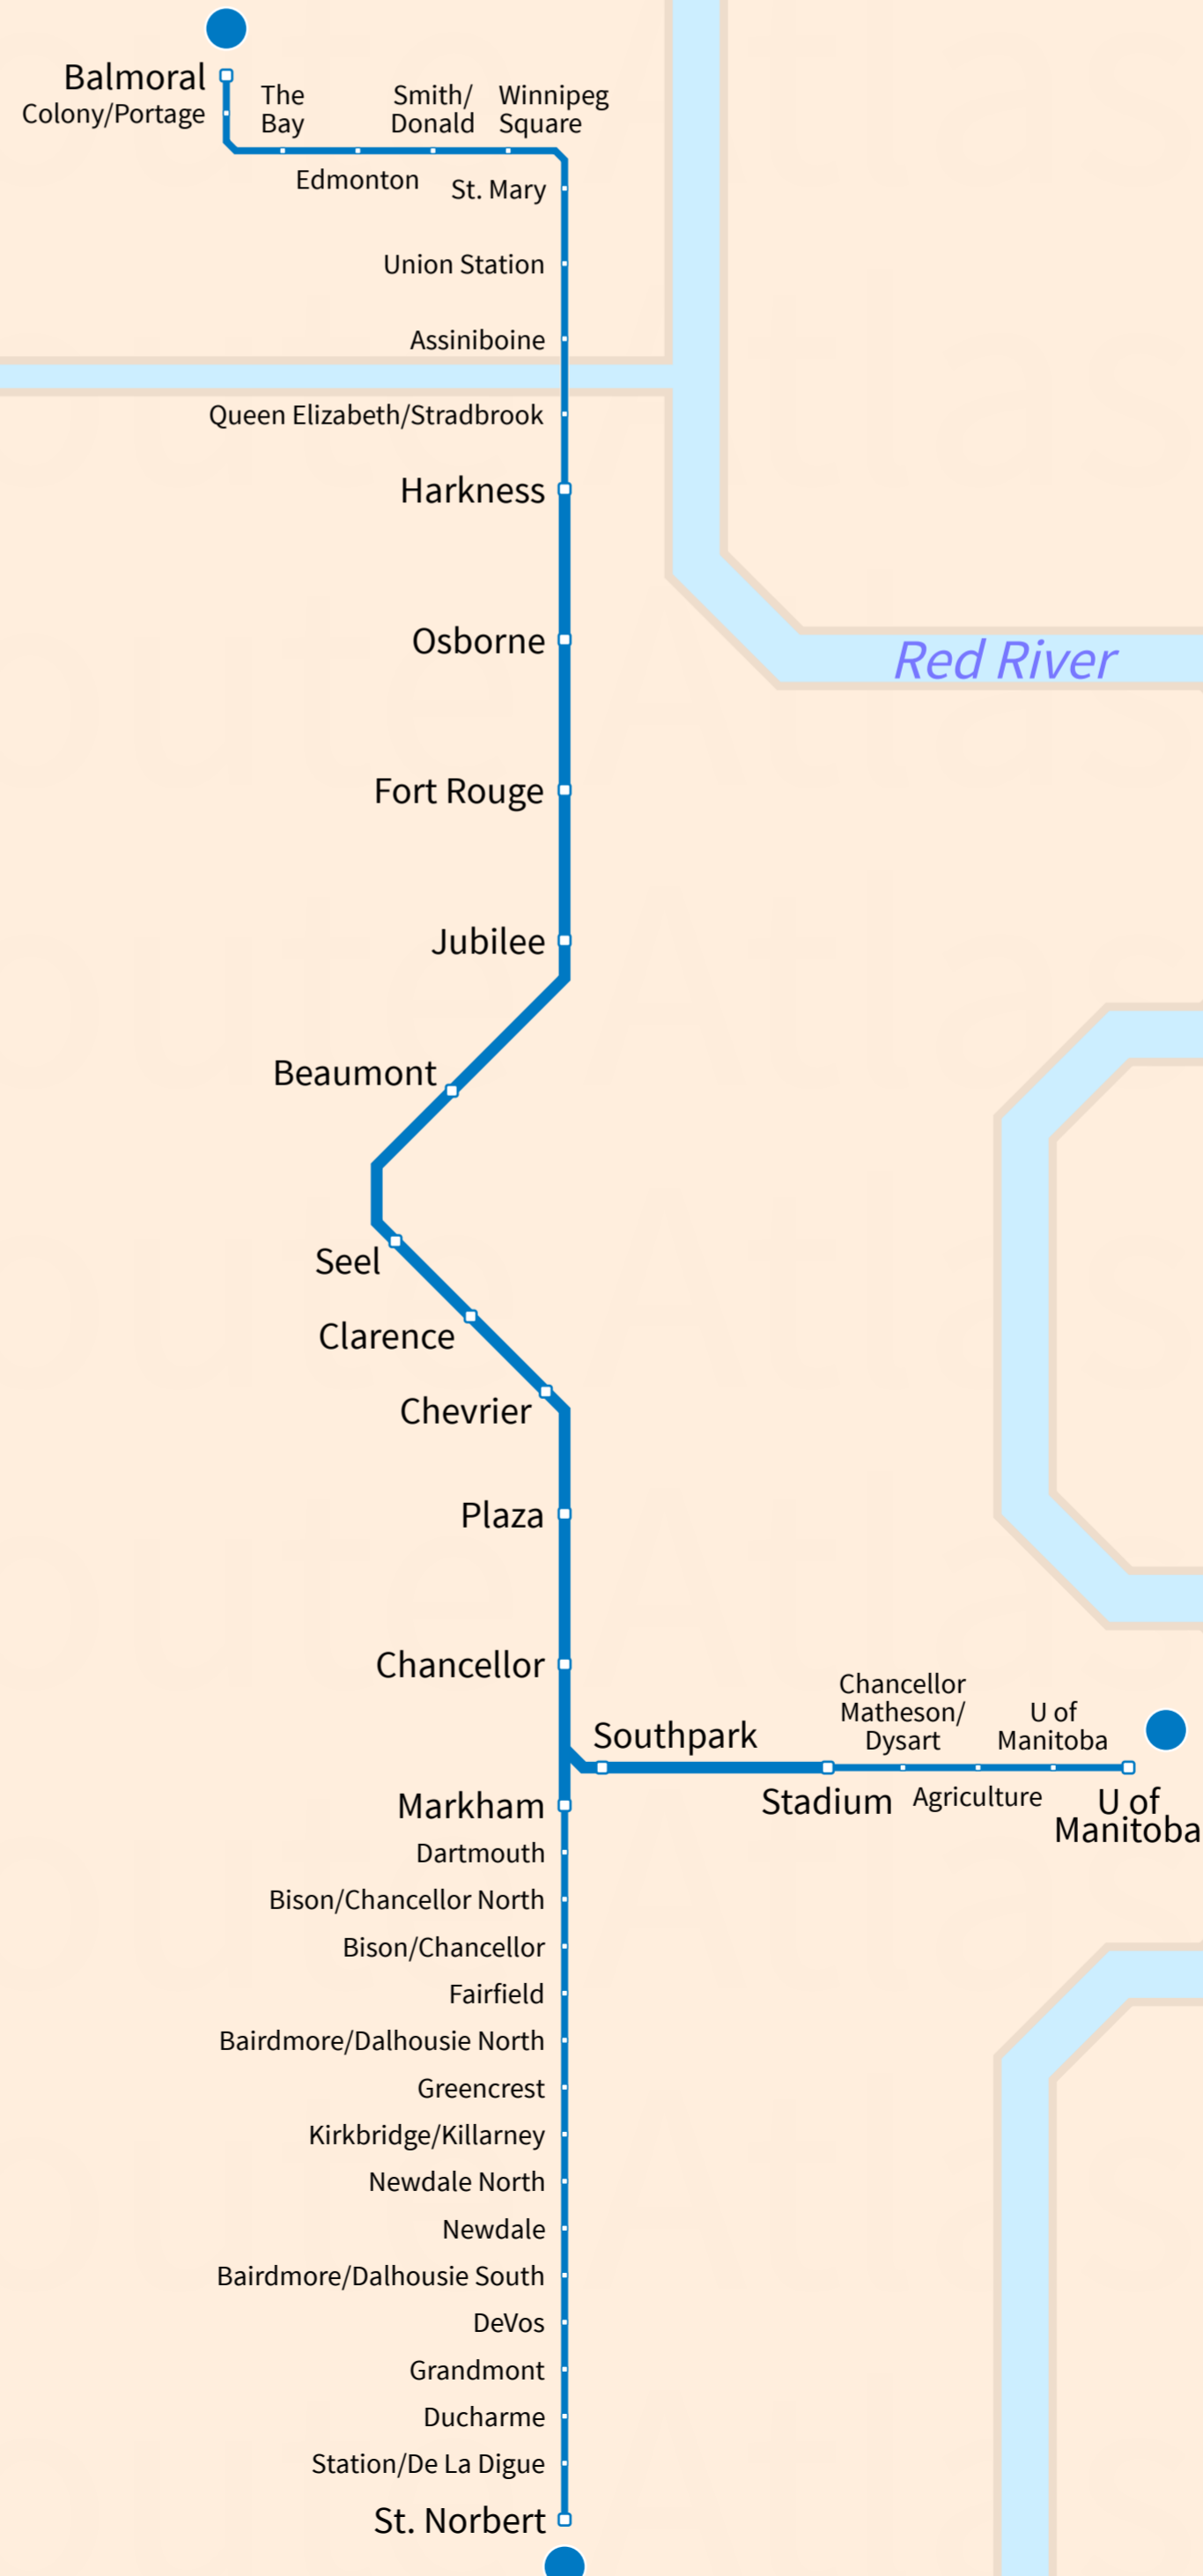 Balmoral
Colony/Portage
The
Bay
Smith/
Donald
Winnipeg
Square
Edmonton
St. Mary
Union Station
Assiniboine
Queen Elizabeth/Stradbrook
Harkness
Osborne
Red River
Fort Rouge
Jubilee
Beaumont
Seel
Clarence
Chevrier
Plaza
Chancellor
Southpark
Chancellor
Matheson/
Dysart
U of
Manitoba
Stadium
Agriculture
U of
Manitoba
Markham
Dartmouth
Bison/Chancellor North
Bison/Chancellor
Fairfield
Bairdmore/Dalhousie North
Greencrest
Kirkbridge/Killarney
Newdale North
Newdale
Bairdmore/Dalhousie South
DeVos
Grandmont
Ducharme
Station/De La Digue
St. Norbert